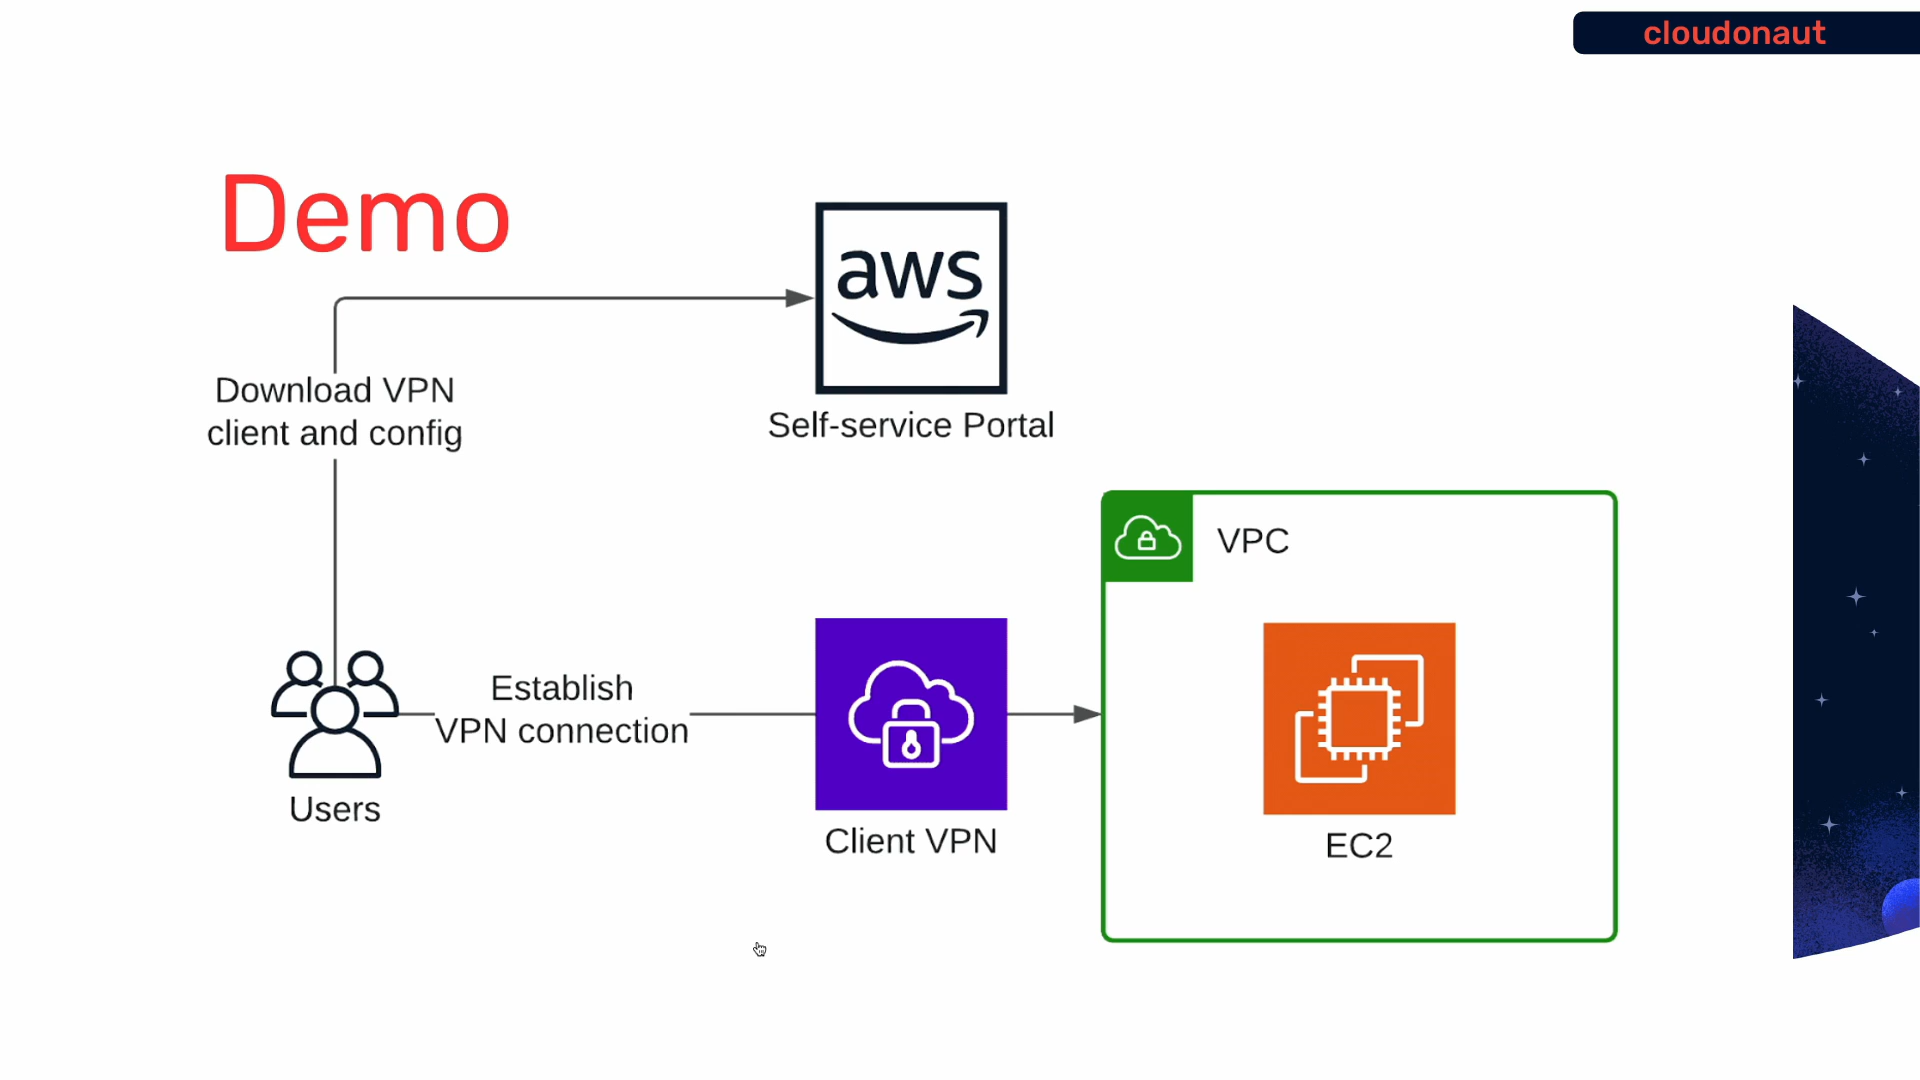 cloudonaut
Demo
aws
Download VPN
client and config
Self-service Portal
VPC
Establish
VPN connection
Users
Client VPN
EC2